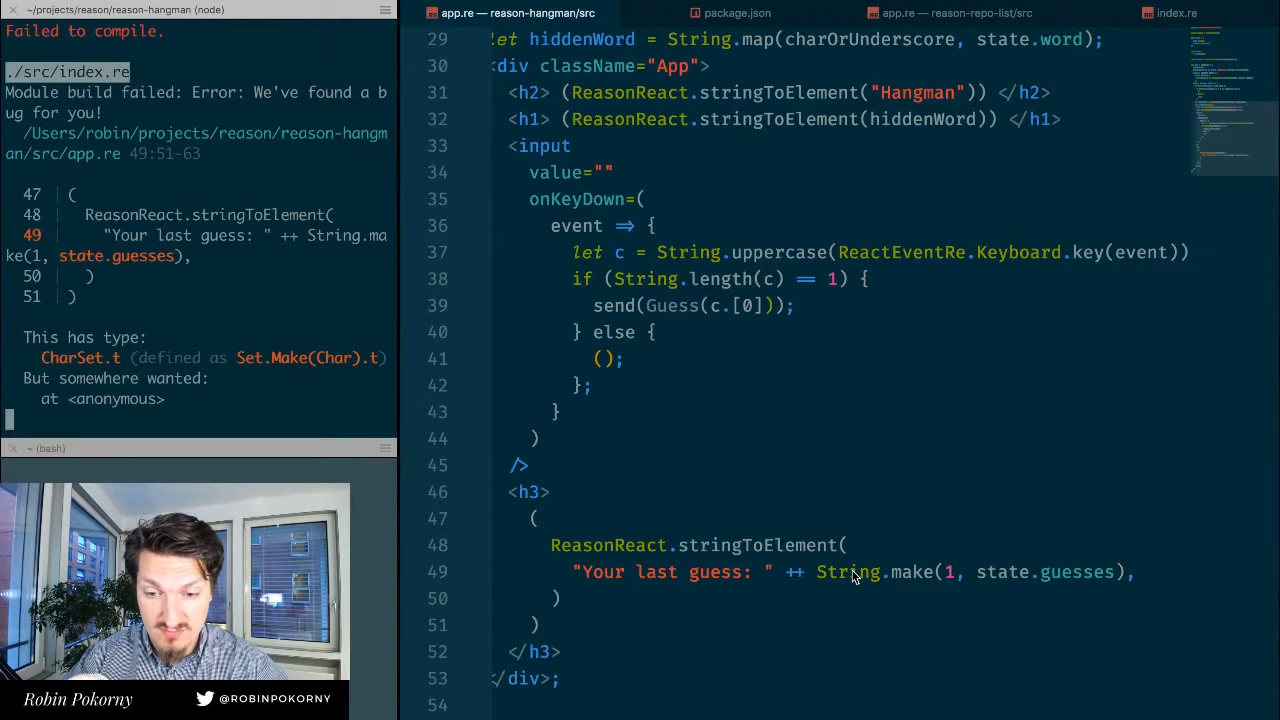 ~/projects/reason/reason-hangman (node)
Failed to compile.
./src/index.re
Module build failed: Error: We've found a b
ug for you!
/Users/robin/projects/reason/reason-hangm
an/src/app.re 49:51-63
47 (
48 ReasonReact.stringToElement(
49 "Your last guess: " ++ String.ma
ke(1, state.guesses),
50 )
51 )
This has type:
CharSet.t (defined as Set.Make(Char).t)
But somewhere wanted:
at <anonymous>
~ (bash)
Robin Pokorny
@ROBINPOKORNY
app.re — reason-hangman/src
package.json
app.re — reason-repo-list/src
index.re
29 let hiddenWord = String.map(charOrUnderscore, state.word);
30 <div className="App">
31 <h2> (ReasonReact.stringToElement("Hangman")) </h2>
32 <h1> (ReasonReact.stringToElement(hiddenWord)) </h1>
33 <input
34 value=""
35 onKeyDown=(
36 event => {
37 let c = String.uppercase(ReactEventRe.Keyboard.key(event))
38 if (String.length(c) == 1) {
39 send(Guess(c.[0]));
40 } else {
41 ();
42 };
43 }
44 )
45 />
46 <h3>
47 (
48 ReasonReact.stringToElement(
49 "Your last guess: " ++ String.make(1, state.guesses),
50 )
51 )
52 </h3>
53 </div>;
54